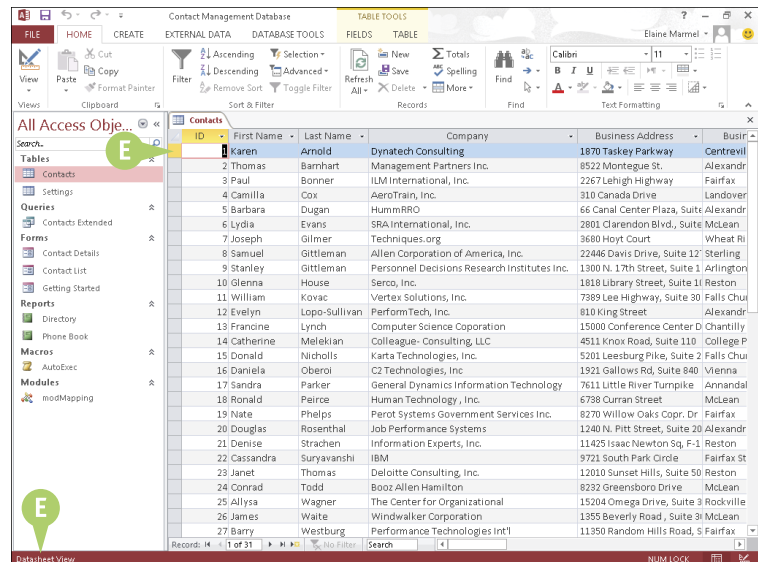 Contact Management Database
TABLE TOOLS
?
FILE HOME CREATE EXTERNAL DATA DATABASE TOOLS FIELDS TABLE
Elaine Marmel
View
Views
Paste
Cut
Copy
Format Painter
Clipboard
Filter
Ascending
Descending
Remove Sort
Selection
Advanced
Toggle Filter
Sort & Filter
Refresh
All
New
Save
Delete
Totals
Spelling
More
Records
Find
Find
Calibri
11
B I U
A
Text Formatting
All Access Obje...
Search..
Tables
Contacts
Settings
Queries
Contacts Extended
Forms
Contact Details
Contact List
Getting Started
Reports
Directory
Phone Book
Macros
AutoExec
Modules
modMapping
E
E
Contacts
ID First Name Last Name Company Business Address Busir
1 Karen Arnold Dynatech Consulting 1870 Taskey Parkway Centrevil
2 Thomas Barnhart Management Partners Inc. 8522 Montegue St. Alexandr
3 Paul Bonner ILM International, Inc. 2267 Lehigh Highway Fairfax
4 Camilla Cox AeroTrain, Inc. 310 Canada Drive Landover
5 Barbara Dugan HummRRO 66 Canal Center Plaza, Suite Alexandr
6 Lydia Evans SRA International, Inc. 2801 Clarendon Blvd., Suite McLean
7 Joseph Gilmer Techniques.org 3680 Hoyt Court Wheat Ri
8 Samuel Gittleman Allen Corporation of America, Inc. 22446 Davis Drive, Suite 12 Sterling
9 Stanley Gittleman Personnel Decisions Research Institutes Inc. 1300 N. 17th Street, Suite 1 Arlington
10 Glenna House Serco, Inc. 1818 Library Street, Suite 1 Reston
11 William Kovac Vertex Solutions, Inc. 7389 Lee Highway, Suite 30 Falls Chur
12 Evelyn Lopo-Sullivan PerformTech, Inc. 810 King Street Alexandr
13 Francine Lynch Computer Science Coporation 15000 Conference Center D Chantilly
14 Catherine Melekian Colleague- Consulting, LLC 4511 Knox Road, Suite 110 College P
15 Donald Nicholls Karta Technologies, Inc. 5201 Leesburg Pike, Suite 2 Falls Chur
16 Daniela Oberoi C2 Technologies, Inc 1921 Gallows Rd, Suite 840 Vienna
17 Sandra Parker General Dynamics Information Technology 7611 Little River Turnpike Annandal
18 Ronald Peirce Human Technology , Inc. 6738 Curran Street McLean
19 Nate Phelps Perot Systems Government Services Inc. 8270 Willow Oaks Copr. Dr Fairfax
20 Douglas Rosenthal Job Performance Systems 1240 N. Pitt Street, Suite 20 Alexandr
21 Denise Strachen Information Experts, Inc. 11425 Isaac Newton Sq, F-1 Reston
22 Cassandra Suryavanshi IBM 9721 South Park Circle Fairfax St
23 Janet Thomas Deloitte Consulting, Inc. 12010 Sunset Hills, Suite 50 Reston
24 Conrad Todd Booz Allen Hamilton 8232 Greensboro Drive McLean
25 Allysa Wagner The Center for Organizational 15204 Omega Drive, Suite 3 Rockville
26 James Waite Windwalker Corporation 1355 Beverly Road , Suite 3 McLean
27 Barry Westburg Performance Technologies Int'l 11350 Random Hills Road, S Fairfax
Record: 1 of 31 No Filter Search
Datasheet View
NUM LOCK